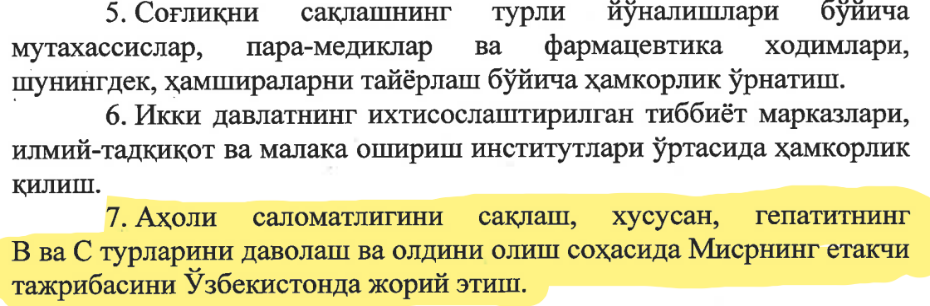 5. Соғлиқни сақлашнинг турли йўналишлари бўйича
мутахассислар, пара-медиклар ва фармацевтика ходимлари,
шунингдек, ҳамшираларни тайёрлаш бўйича ҳамкорлик ўрнатиш.
6. Икки давлатнинг ихтисослаштирилган тиббиёт марказлари,
илмий-тадқиқот ва малака ошириш институтлари ўртасида ҳамкорлик
қилиш.
7. Аҳоли саломатлигини сақлаш, хусусан, гепатитнинг
В ва С турларини даволаш ва олдини олиш соҳасида Мисрнинг етакчи
тажрибасини Ўзбекистонда жорий этиш.